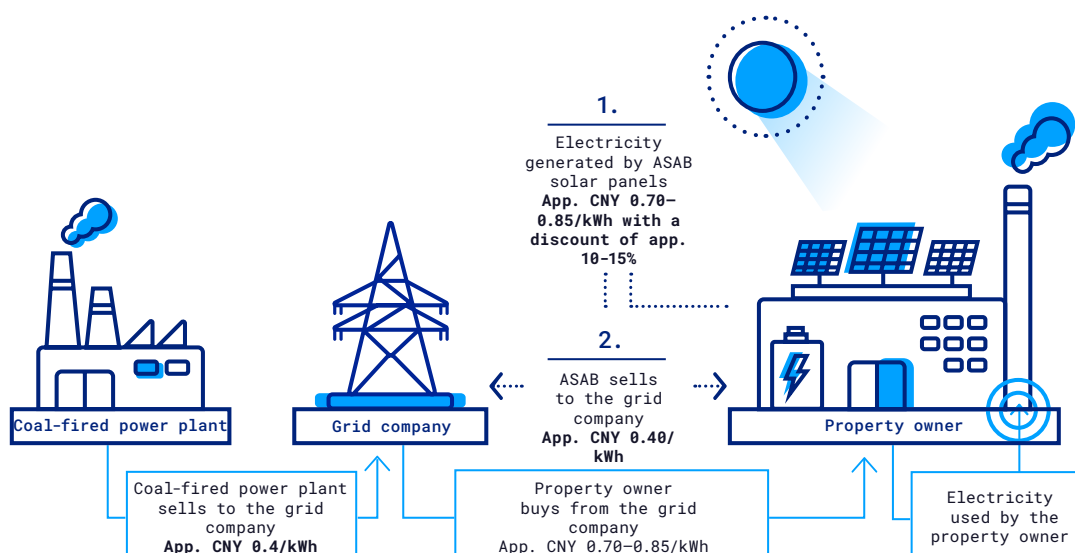 1.
Electricity
generated by ASAB
solar panels
App. CNY 0.70–
0.85/kWh with a
discount of app.
10-15%
2.
ASAB sells
to the grid
company
App. CNY 0.40/
kWh
Coal-fired power plant
Grid company
Property owner
Coal-fired power plant
sells to the grid
company
App. CNY 0.4/kWh
Property owner
buys from the grid
company
App. CNY 0.70–0.85/kWh
Electricity
used by the
property owner